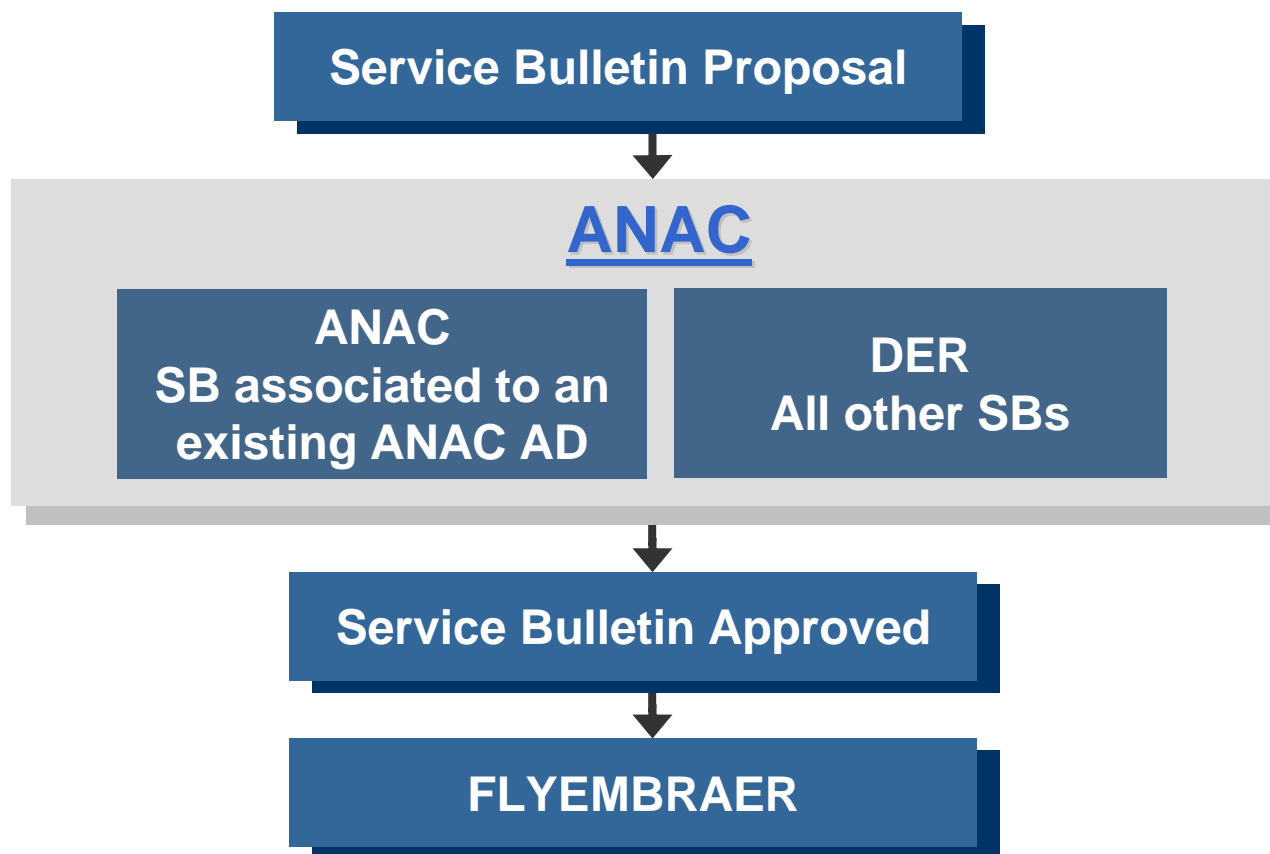 Service Bulletin Proposal
ANAC
ANAC
SB associated to an
existing ANAC AD
DER
All other SBs
Service Bulletin Approved
FLYEMBRAER